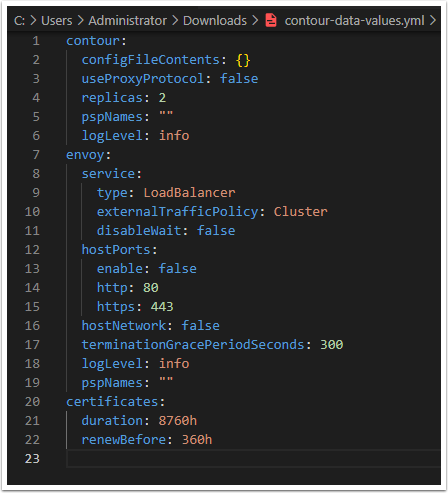 C: > Users > Administrator > Downloads > contour-data-values.yml >
1 contour:
2   configFileContents: {}
3   useProxyProtocol: false
4   replicas: 2
5   pspNames: ""
6   logLevel: info
7 envoy:
8   service:
9     type: LoadBalancer
10     externalTrafficPolicy: Cluster
11     disableWait: false
12   hostPorts:
13     enable: false
14     http: 80
15     https: 443
16   hostNetwork: false
17   terminationGracePeriodSeconds: 300
18   logLevel: info
19   pspNames: ""
20 certificates:
21   duration: 8760h
22   renewBefore: 360h
23